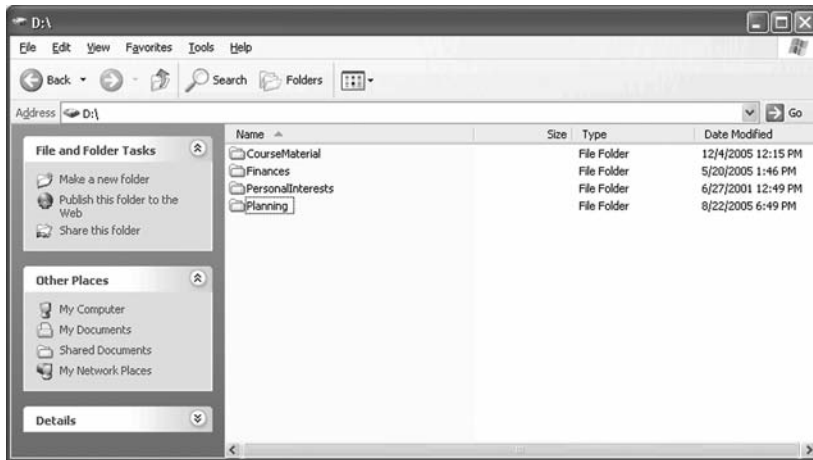 D:\
File Edit View Favorites Tools Help
Back Search Folders
Address D:\ Go
File and Folder Tasks
Make a new folder
Publish this folder to the
Web
Share this folder
Other Places
My Computer
My Documents
Shared Documents
My Network Places
Details
Name Size Type Date Modified
CourseMaterial File Folder 12/4/2005 12:15 PM
Finances File Folder 5/20/2005 1:46 PM
PersonalInterests File Folder 6/27/2001 12:49 PM
Planning File Folder 8/22/2005 6:49 PM